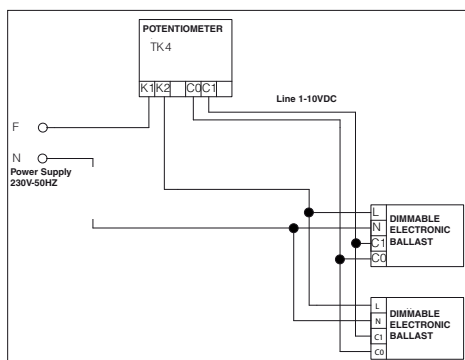 POTENTIOMETER
TK4
K1 K2 C0 C1
Line 1-10VDC
F
N
Power Supply
230V-50HZ
L
N
C1
C0
DIMMABLE
ELECTRONIC
BALLAST
L
N
C1
C0
DIMMABLE
ELECTRONIC
BALLAST